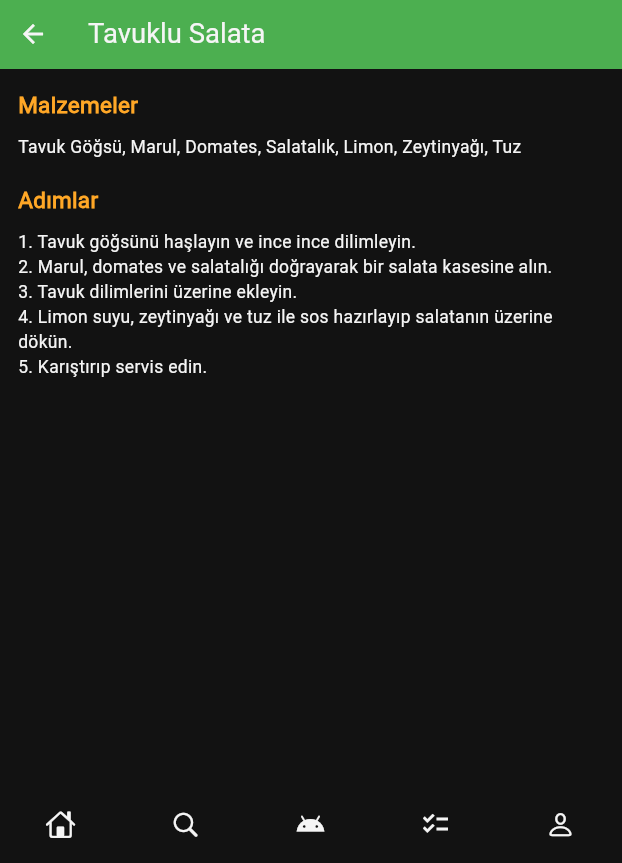 Tavuklu Salata
Malzemeler
Tavuk Göğsü, Marul, Domates, Salatalık, Limon, Zeytinyağı, Tuz
Adımlar
1. Tavuk göğsünü haşlayın ve ince ince dilimleyin.
2. Marul, domates ve salatalığı doğrayarak bir salata kasesine alın.
3. Tavuk dilimlerini üzerine ekleyin.
4. Limon suyu, zeytinyağı ve tuz ile sos hazırlayıp salatanın üzerine
dökün.
5. Karıştırıp servis edin.